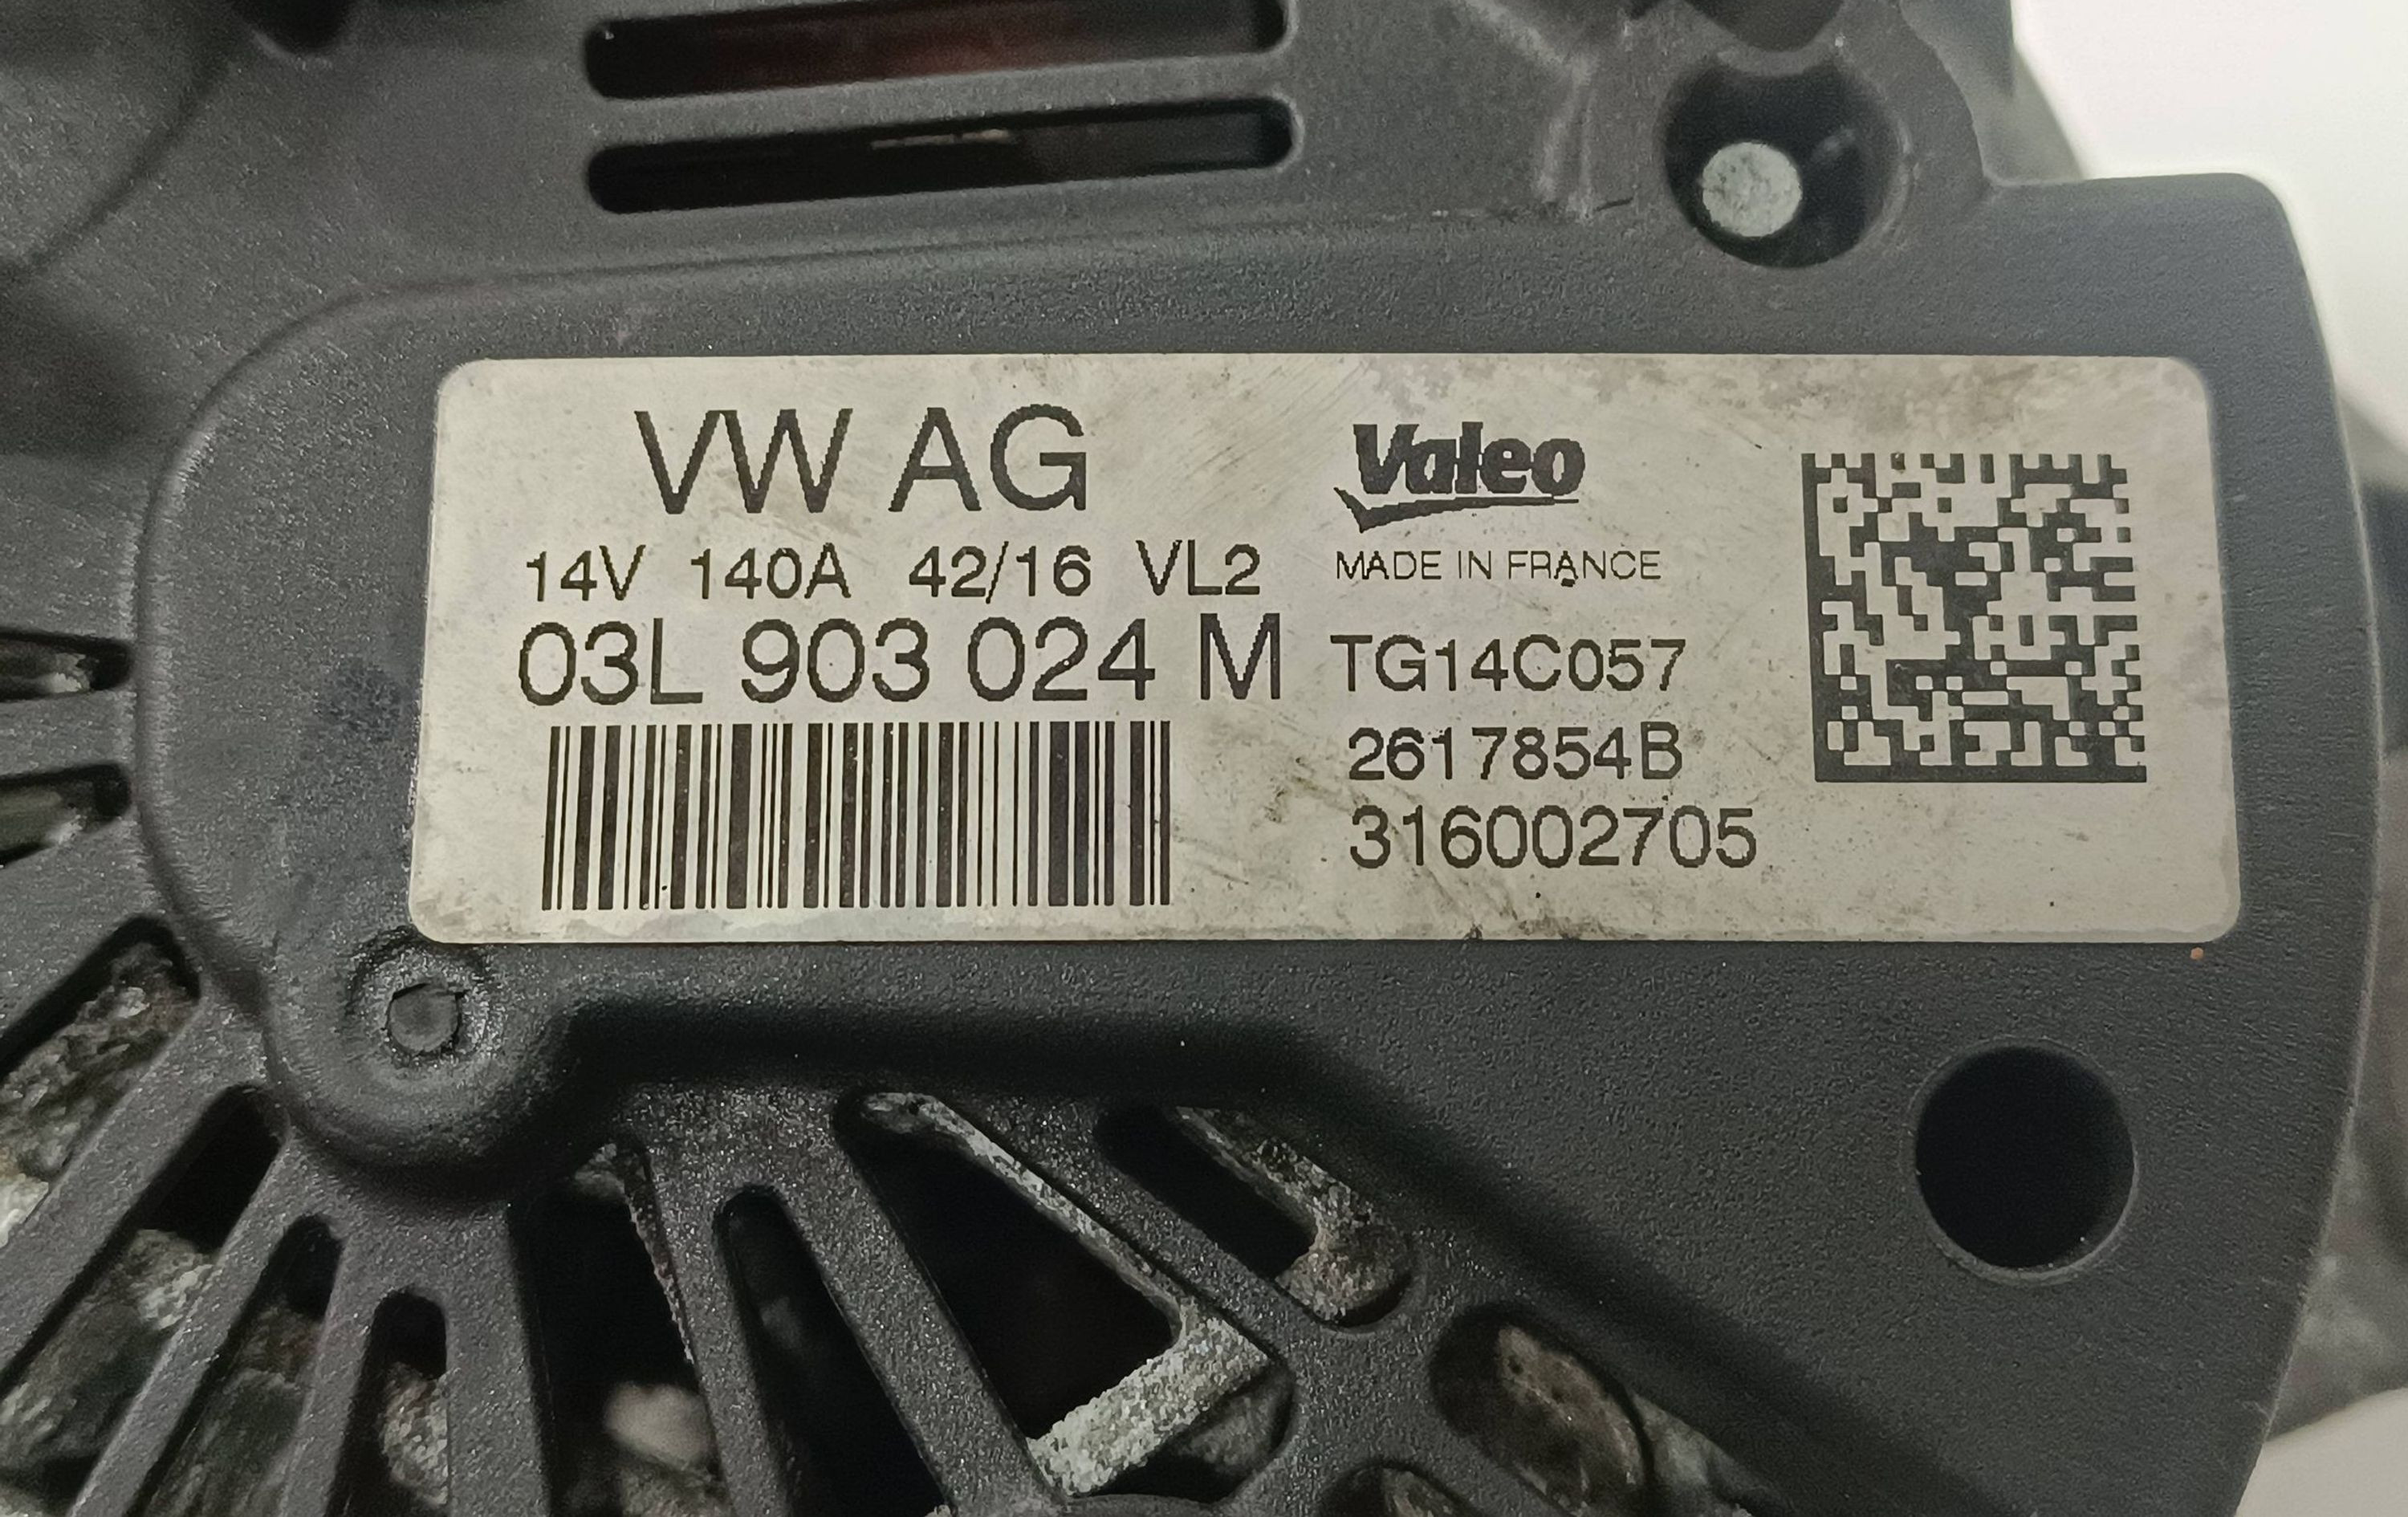 VW AG
14V 140A 42/16 VL2
03L 903 024 M
Valeo
MADE IN FRANCE
TG14C057
2617854B
316002705